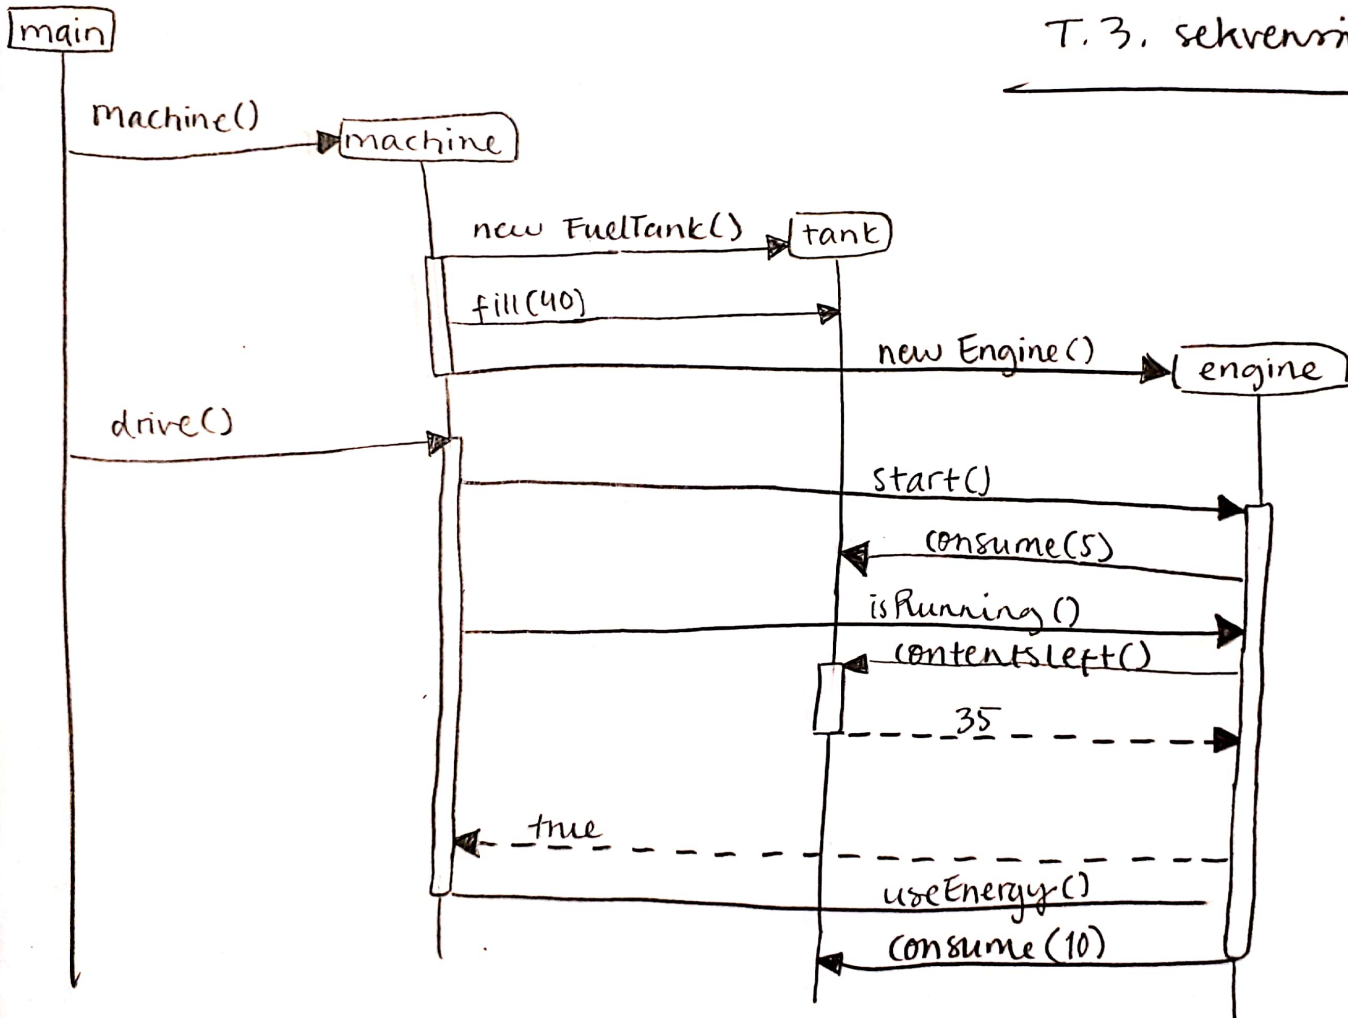 main
T. 3.
machine()
machine
new FuelTank()
tank
fill(40)
new Engine()
engine
drive()
start()
consume(5)
isRunning()
contentsLeft()
35
true
useEnergy()
consume(10)